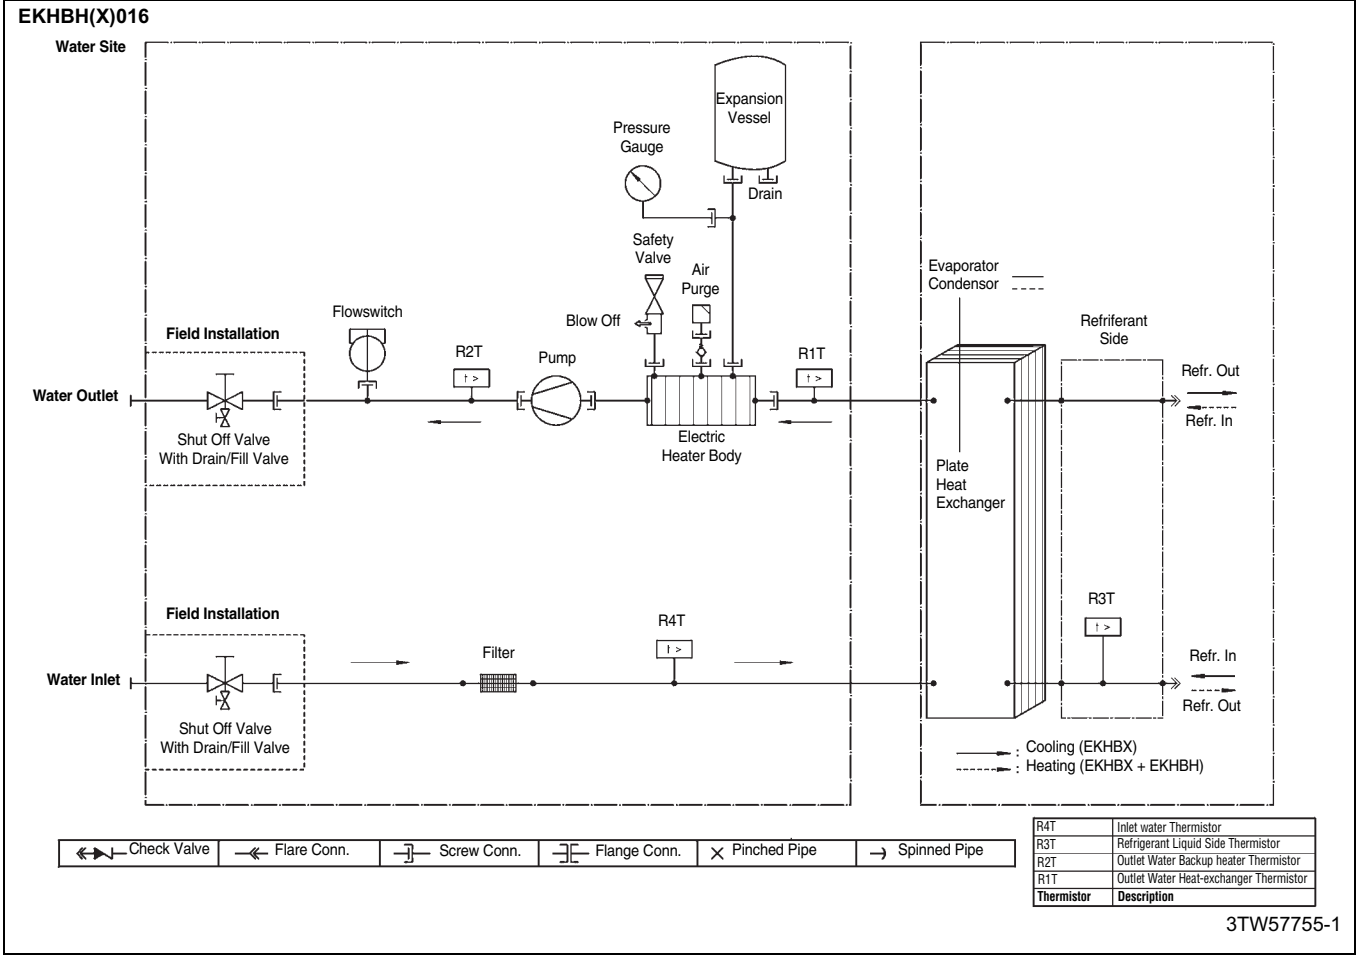 EKHBH(X)016
Water Site
Expansion
Vessel
Pressure
Gauge
Drain
Safety
Valve
Air
Purge
Blow Off
Flowswitch
Field Installation
R2T
t >
Pump
R1T
t >
Water Outlet
Shut Off Valve
With Drain/Fill Valve
Electric
Heater Body
Evaporator
Condensor
Refriferant
Side
Refr. Out
Refr. In
Plate
Heat
Exchanger
Field Installation
R4T
t >
Filter
R3T
t >
Water Inlet
Shut Off Valve
With Drain/Fill Valve
Refr. In
Refr. Out
: Cooling (EKHBX)
: Heating (EKHBX + EKHBH)
Check Valve
Flare Conn.
Screw Conn.
Flange Conn.
Pinched Pipe
Spinned Pipe
R4T Inlet water Thermistor
R3T Refrigerant Liquid Side Thermistor
R2T Outlet Water Backup heater Thermistor
R1T Outlet Water Heat-exchanger Thermistor
Thermistor Description
3TW57755-1